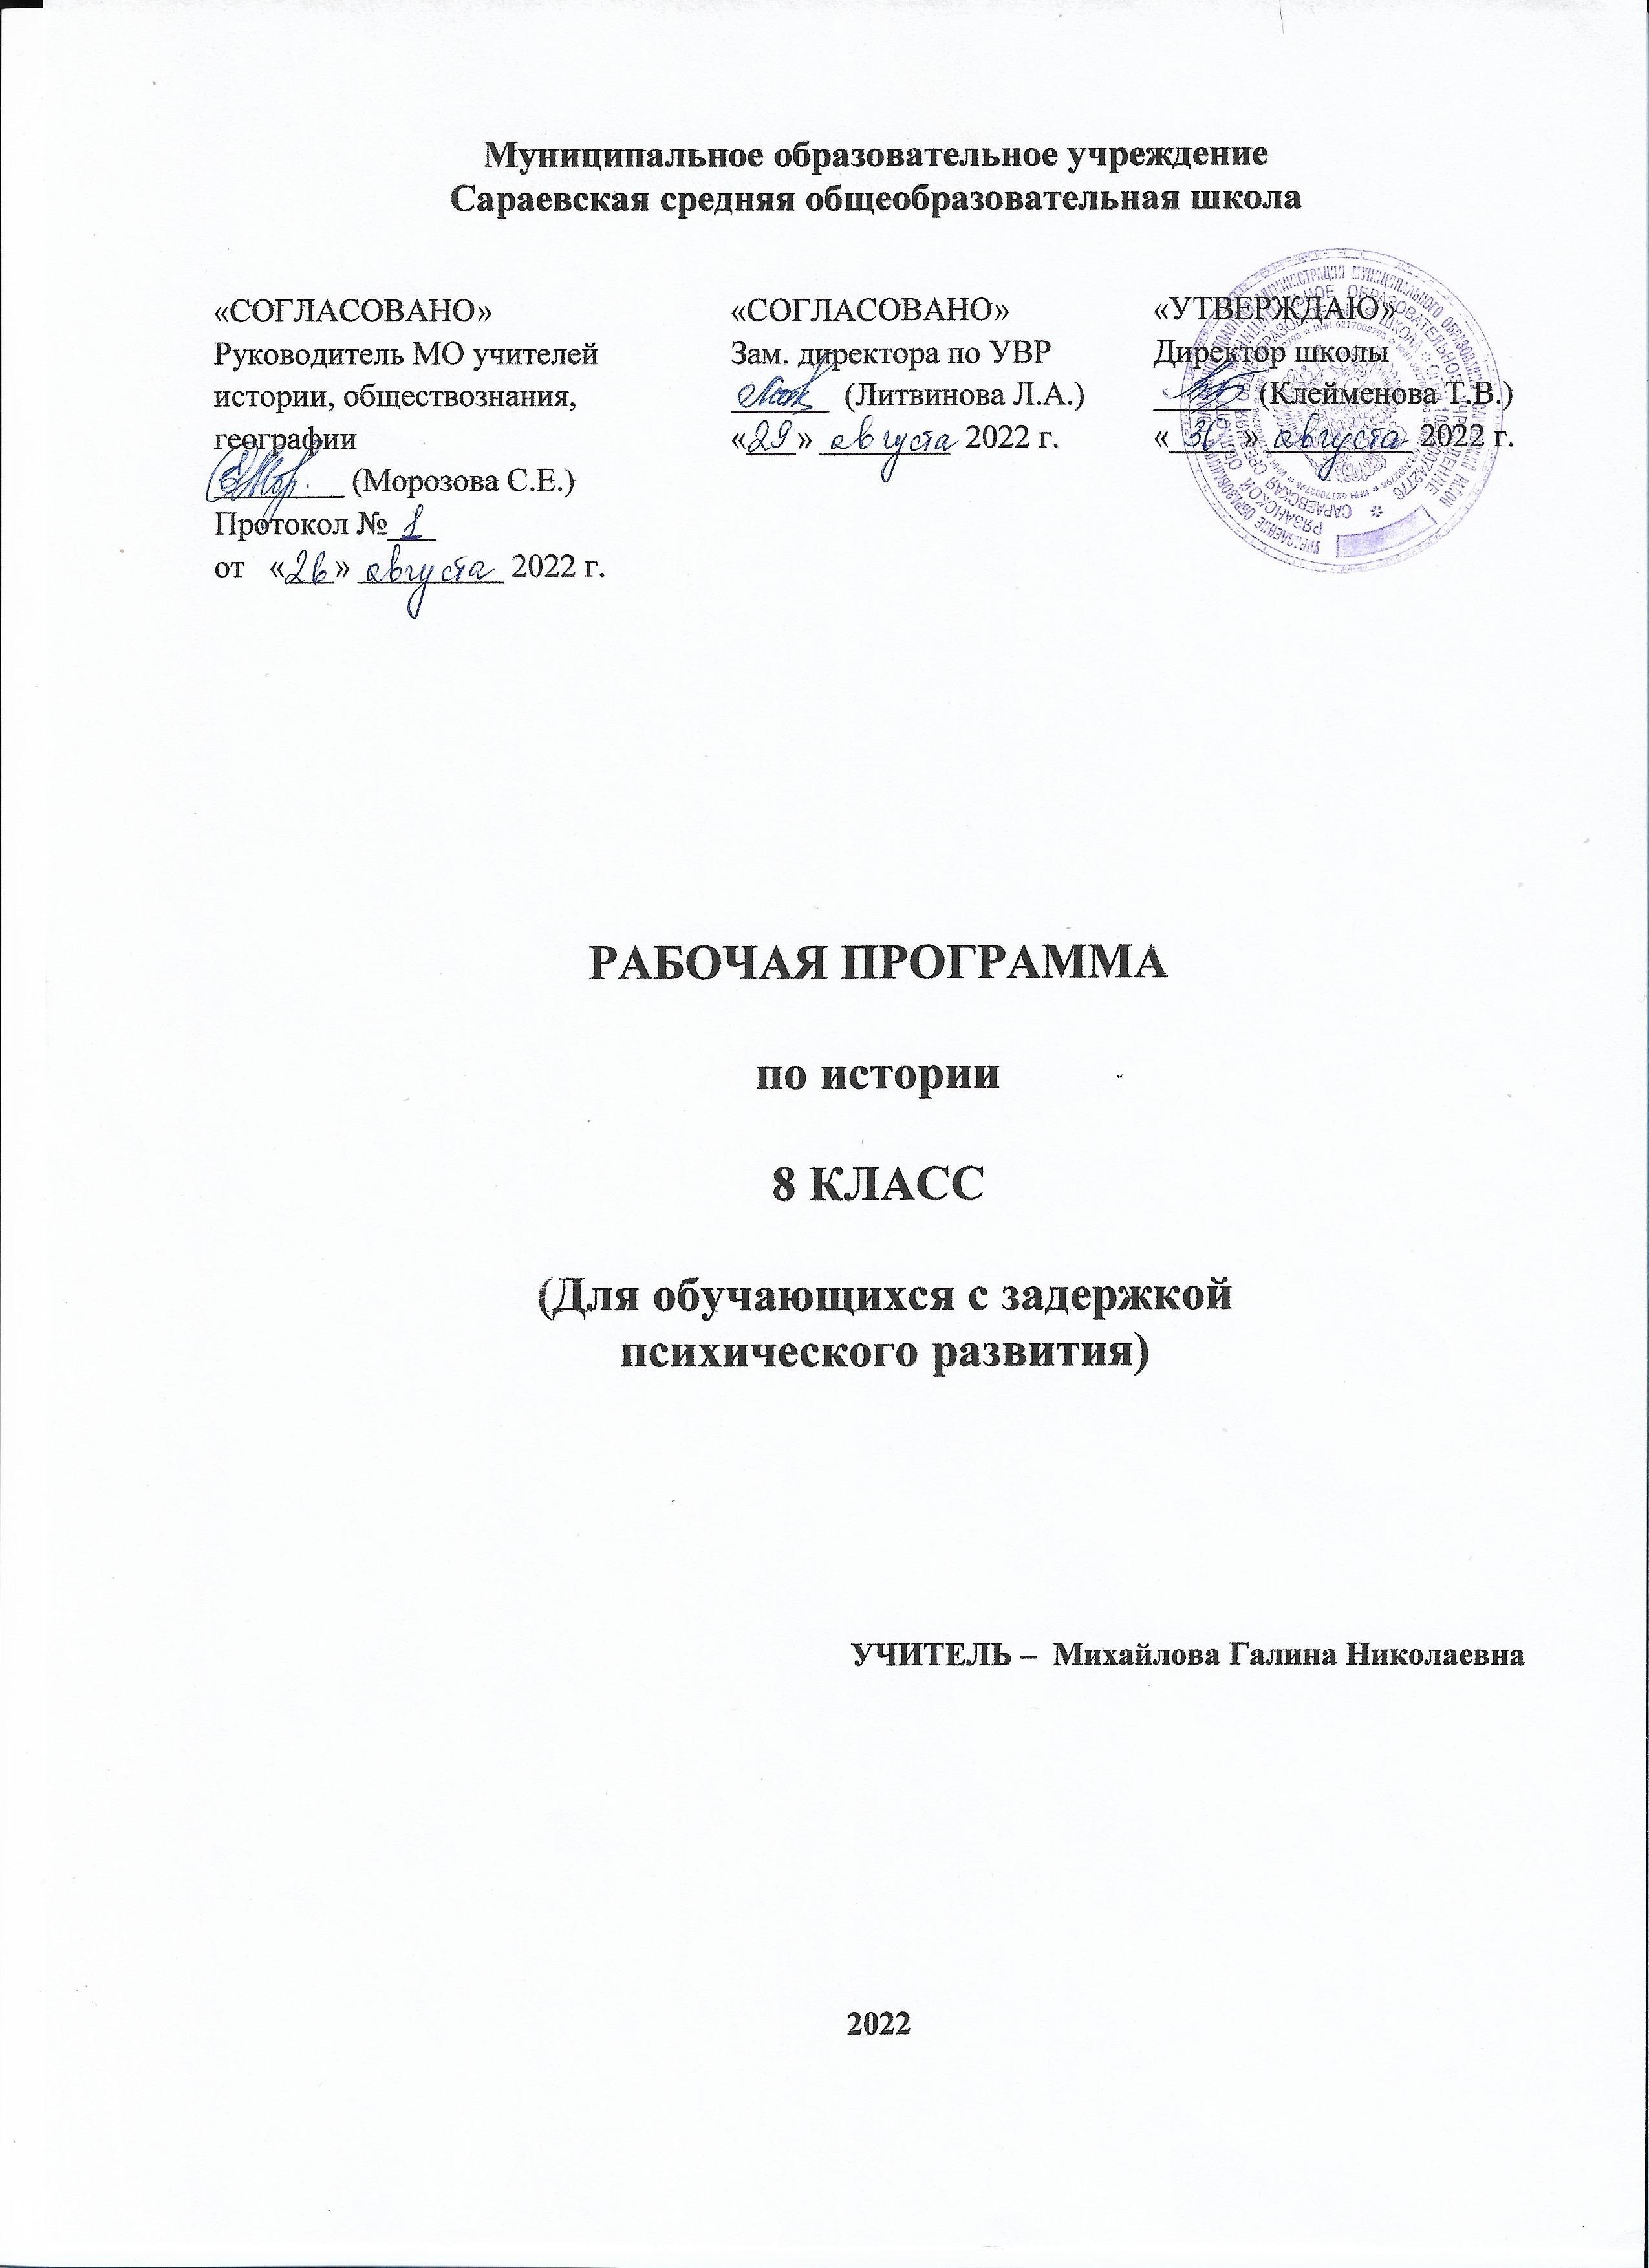 Муниципальное образовательное учреждение
Сараевская средняя общеобразовательная школа
«СОГЛАСОВАНО»
Руководитель МО учителей
истории, обществознания,
географии
(Морозова С.Е.)
Протокол № 1
от «26» августа 2022 г.
«СОГЛАСОВАНО»
Зам. директора по УВР
(Литвинова Л.А.)
«29» августа 2022 г.
«УТВЕРЖДАЮ»
Директор школы
(Клейменова Т.В.)
«30» августа 2022 г.
РАБОЧАЯ ПРОГРАММА
по истории
8 КЛАСС
(Для обучающихся с задержкой
психического развития)
УЧИТЕЛЬ – Михайлова Галина Николаевна
2022